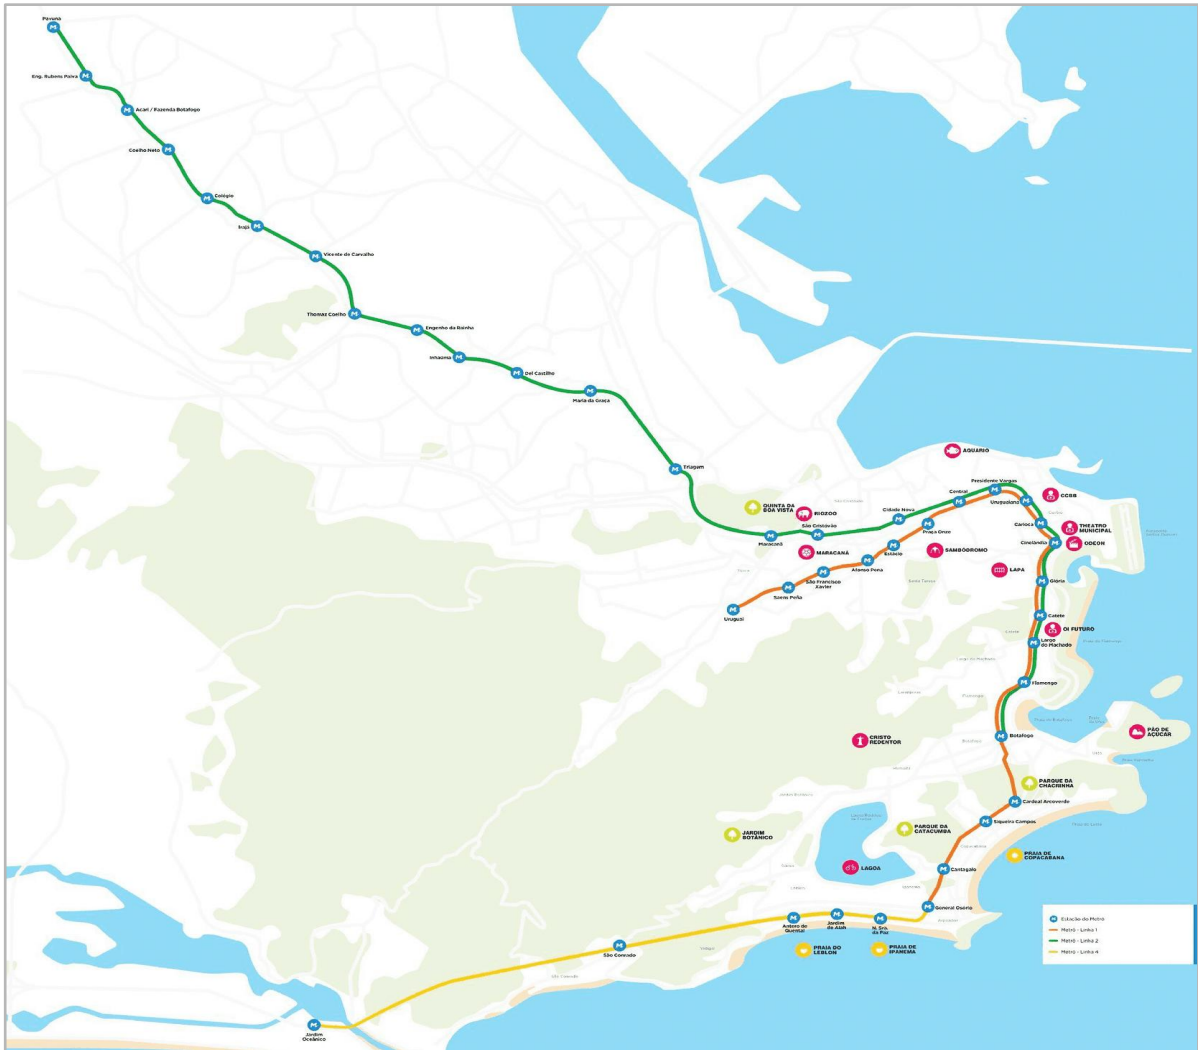 Pavuna
Eng. Rubens Paiva
Acari / Fazenda Botafogo
Coelho Neto
Colégio
Irajá
Vicente de Carvalho
Thomaz Coelho
Engenho da Rainha
Inhaúma
Del Castilho
Maria da Graça
Triagem
AQUÁRIO
Presidente Vargas
Central
Uruguaiana
CCBB
QUINTA DA
BOA VISTA
RIOZOO
Cidade Nova
São Cristóvão
Praça Onze
Carioca
THEATRO
MUNICIPAL
Maracanã
Cinelândia
ODEON
MARACANÃ
Estácio
SAMBÓDROMO
Afonso Pena
LAPA
São Francisco
Xavier
Saens Peña
Glória
Uruguai
Catete
OI FUTURO
Largo
do Machado
Flamengo
CRISTO
REDENTOR
Botafogo
PÃO DE
AÇÚCAR
PARQUE DA
CHACRINHA
Cardeal Arcoverde
Siqueira Campos
JARDIM
BOTÂNICO
PARQUE DA
CATACUMBA
PRAIA DE
COPACABANA
LAGOA
Cantagalo
General Osório
Antero de
Quental
Jardim
de Alah
N. Sra.
da Paz
PRAIA DO
LEBLON
PRAIA DE
IPANEMA
São Conrado
Jardim
Oceânico
Estação do Metrô
Metrô - Linha 1
Metrô - Linha 2
Metrô - Linha 4